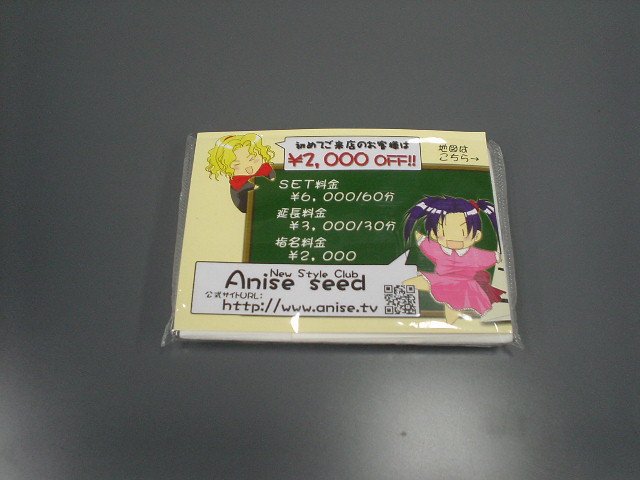 初めてご来店のお客様は
¥2,000 OFF!!
地図は
こちら→
SET料金
¥6,000/60分
延長料金
¥3,000/30分
指名料金
¥2,000
New Style Club
Anise seed
公式サイトURL:
http://www.anise.tv